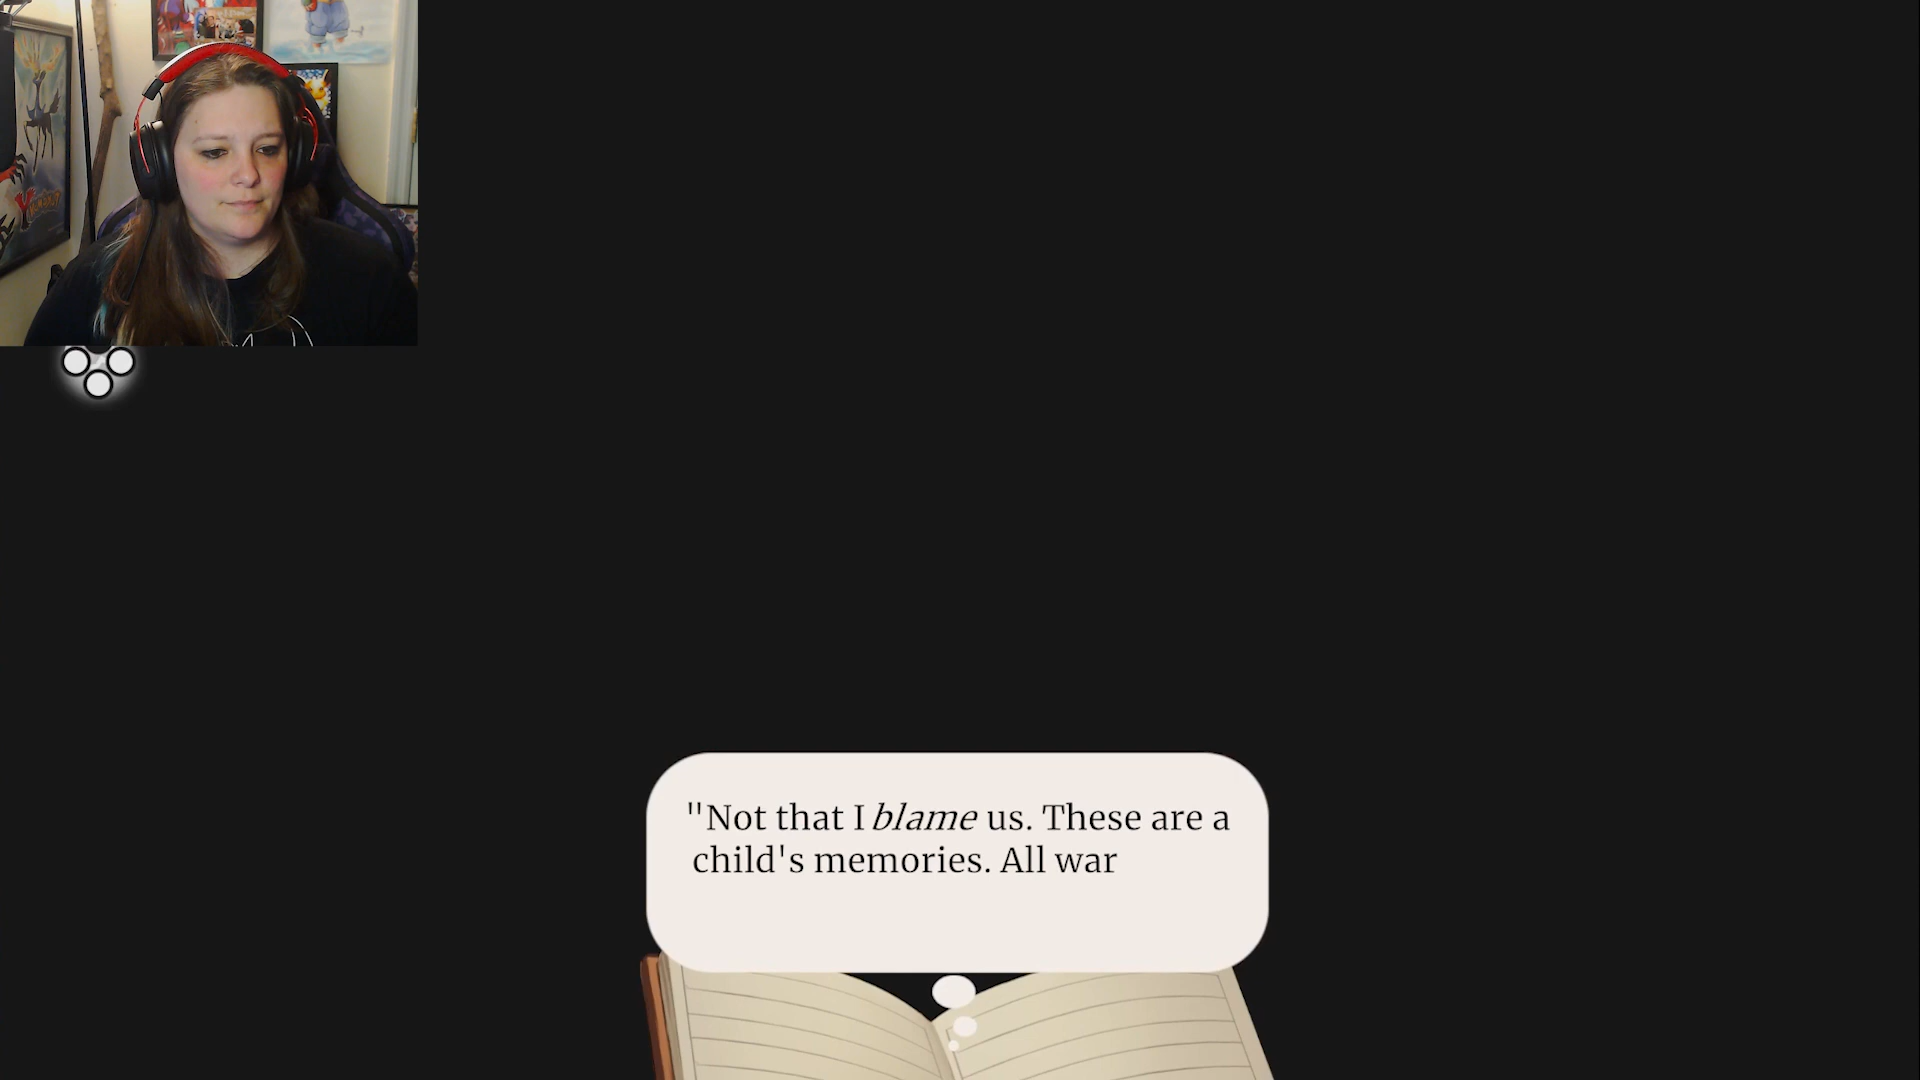 "Not that I blame us. These are a
child's memories. All war